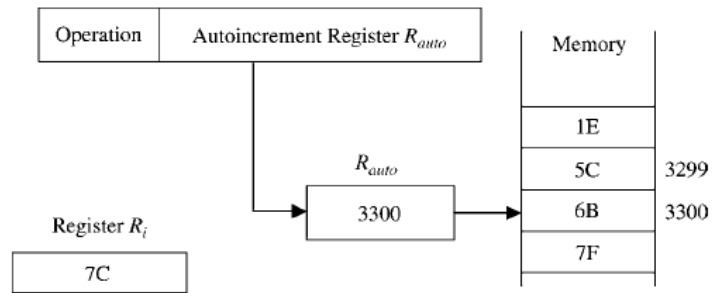 Operation
Autoincrement Register R_auto
Memory
1E
R_auto
5C
3299
3300
6B
3300
Register R_i
7F
7C